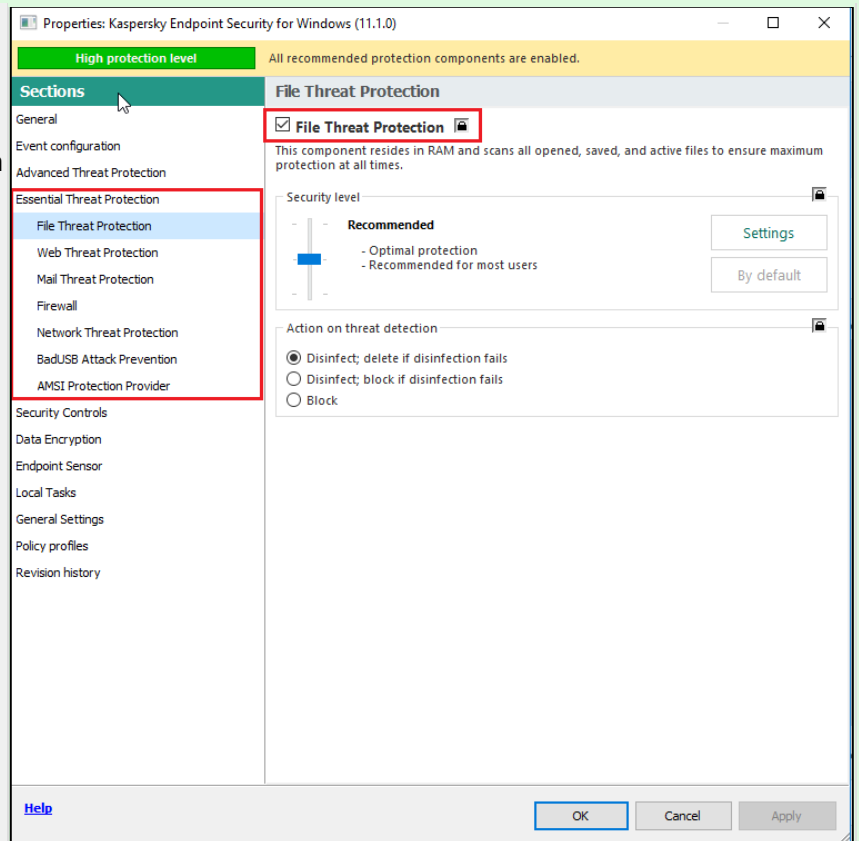 Properties: Kaspersky Endpoint Security for Windows (11.1.0)
High protection level
All recommended protection components are enabled.
Sections
General
Event configuration
Advanced Threat Protection
Essential Threat Protection
File Threat Protection
Web Threat Protection
Mail Threat Protection
Firewall
Network Threat Protection
BadUSB Attack Prevention
AMSI Protection Provider
Security Controls
Data Encryption
Endpoint Sensor
Local Tasks
General Settings
Policy profiles
Revision history
File Threat Protection
File Threat Protection
This component resides in RAM and scans all opened, saved, and active files to ensure maximum
protection at all times.
Security level
Recommended
- Optimal protection
- Recommended for most users
Settings
By default
Action on threat detection
Disinfect; delete if disinfection fails
Disinfect; block if disinfection fails
Block
Help
OK
Cancel
Apply